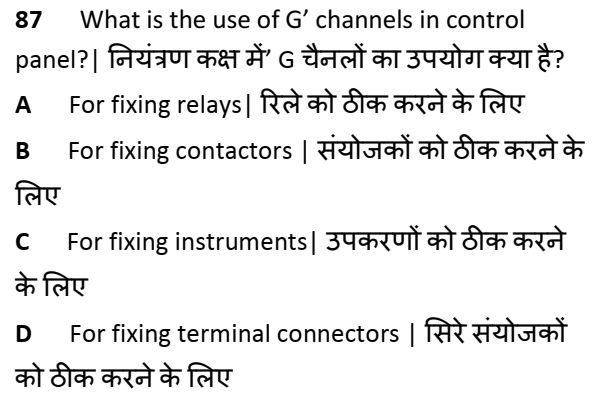 87 What is the use of G’ channels in control
panel?| नियंत्रण कक्ष में’ G चैनलों का उपयोग क्या है?
A For fixing relays| रिले को ठीक करने के लिए
B For fixing contactors | संयोजकों को ठीक करने के
लिए
C For fixing instruments| उपकरणों को ठीक करने
के लिए
D For fixing terminal connectors | सिरे संयोजकों
को ठीक करने के लिए